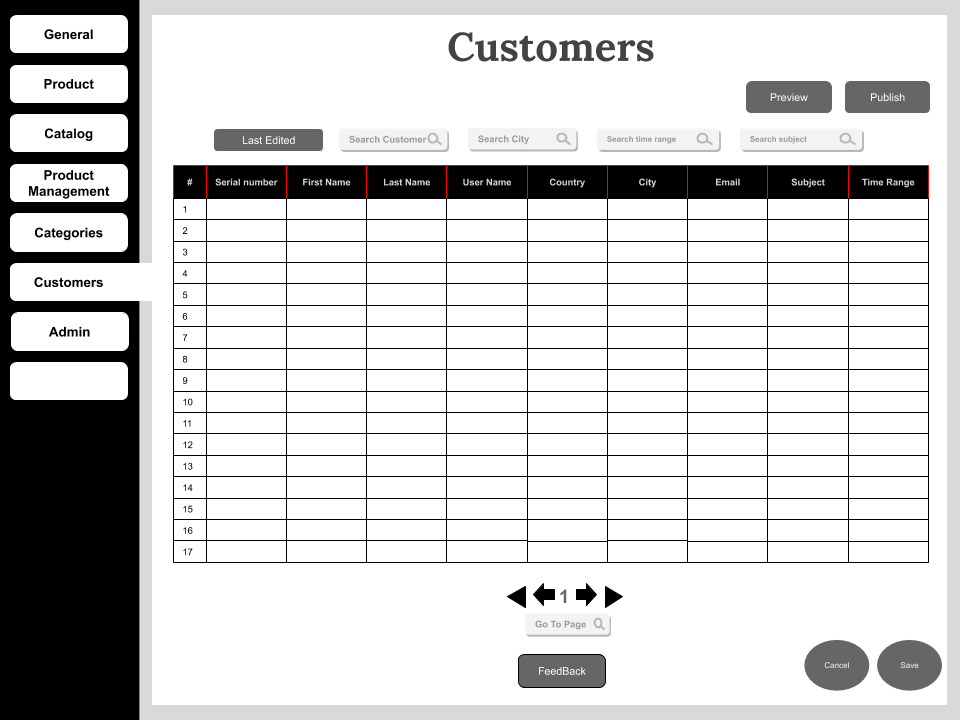 General
Product
Catalog
Product
Management
Categories
Customers
Admin
Customers
Preview
Publish
Last Edited
Search Customer
Search City
Search time range
Search subject
# Serial number First Name Last Name User Name Country City Email Subject Time Range
1
2
3
4
5
6
7
8
9
10
11
12
13
14
15
16
17
1
Go To Page
FeedBack
Cancel
Save